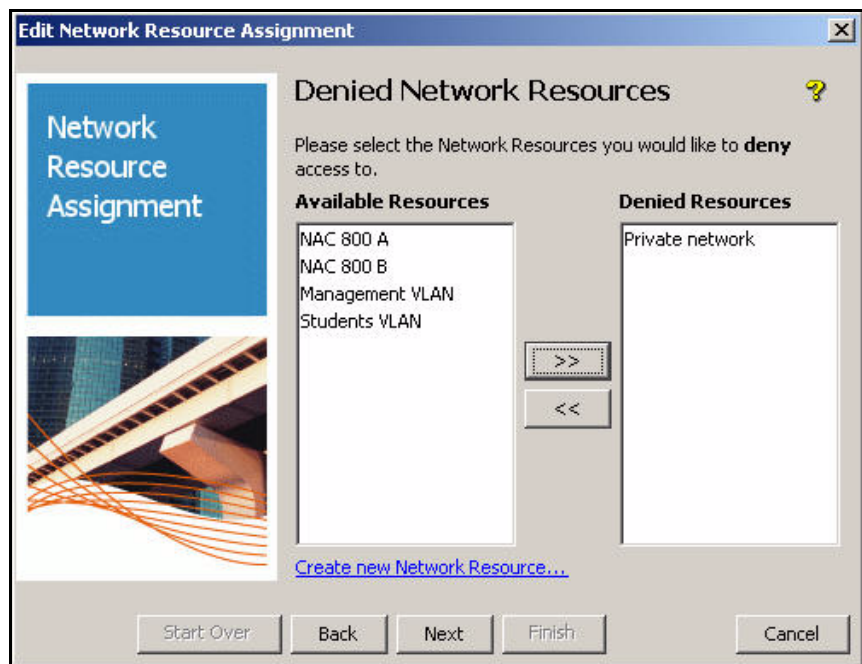 Edit Network Resource Assignment
Network
Resource
Assignment
Denied Network Resources
Please select the Network Resources you would like to deny
access to.
Available Resources
NAC 800 A
NAC 800 B
Management VLAN
Students VLAN
>>
<<
Denied Resources
Private network
Create new Network Resource...
Start Over
Back
Next
Finish
Cancel